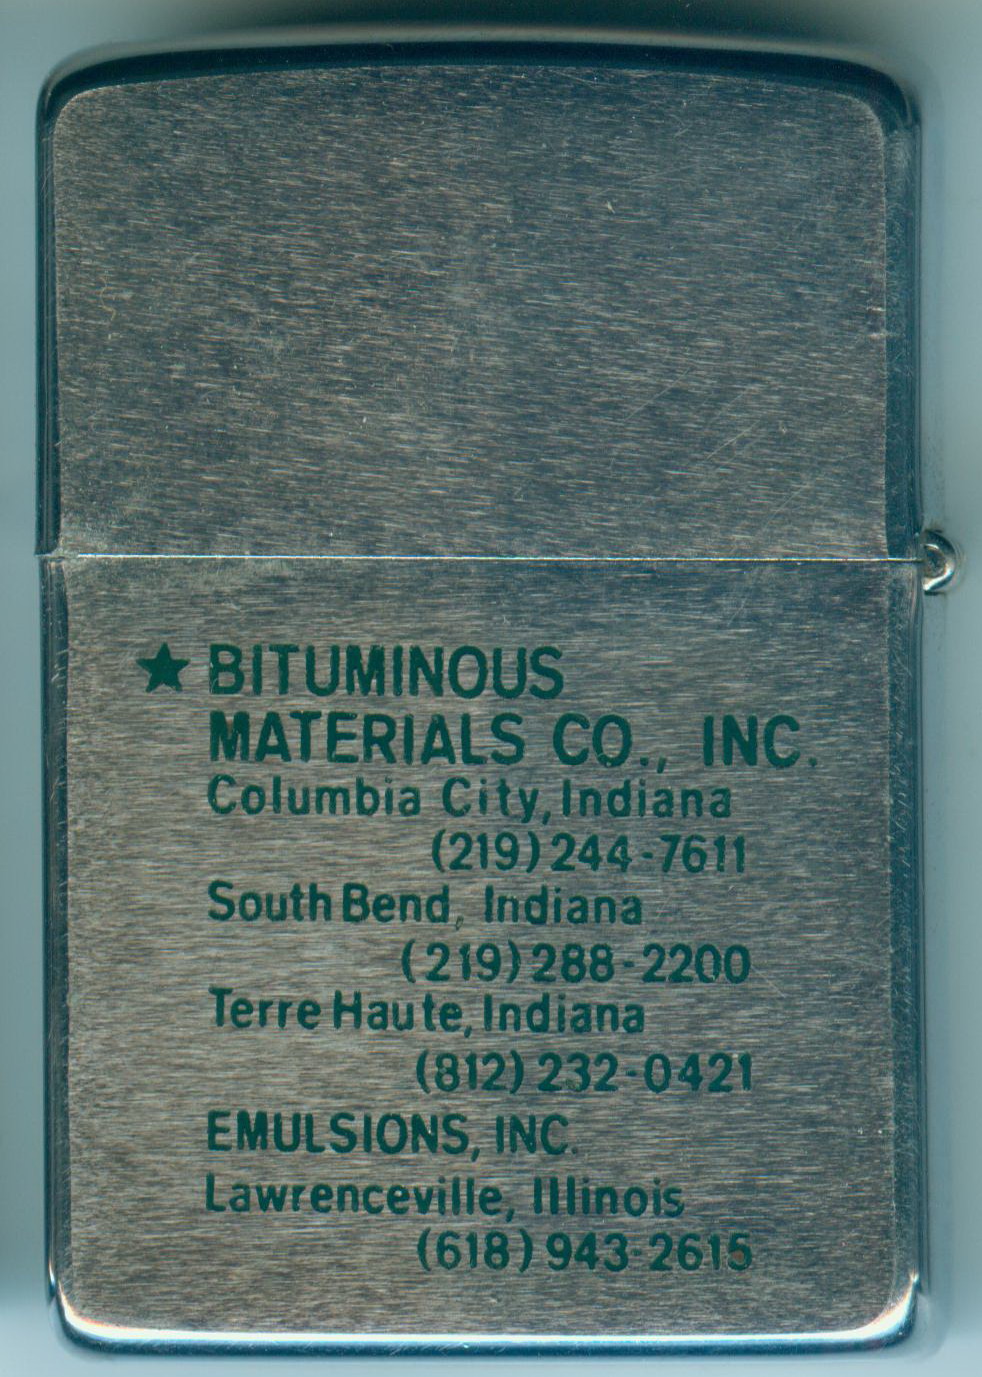 ★ BITUMINOUS
MATERIALS CO., INC.
Columbia City, Indiana
(219) 244-7611
South Bend, Indiana
(219) 288-2200
Terre Haute, Indiana
(812) 232-0421
EMULSIONS, INC.
Lawrenceville, Illinois
(618) 943-2615